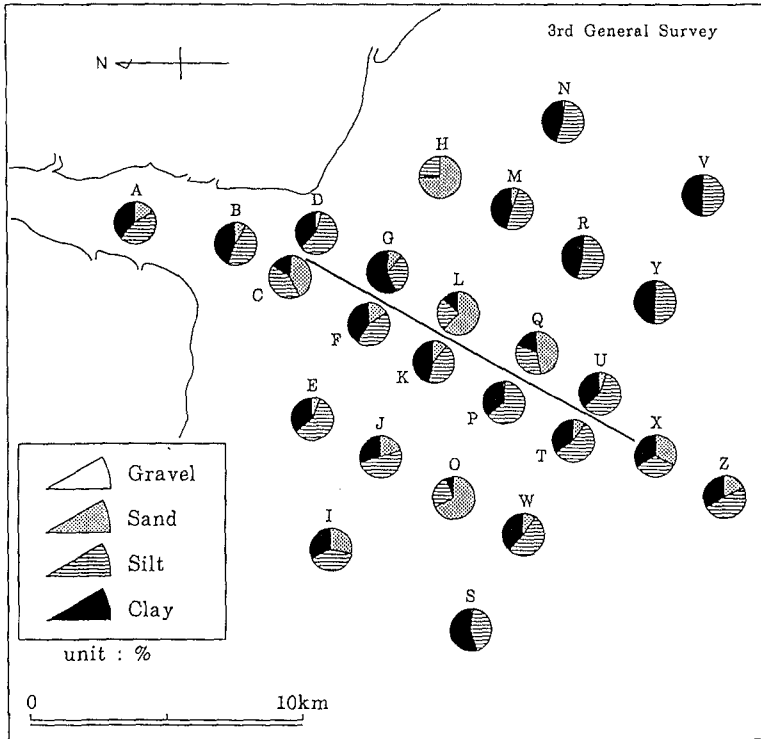 3rd General Survey
N
N
H
V
A
M
D
B
R
G
C
L
Y
F
Q
K
U
E
P
J
X
T
O
Z
W
I
S
Gravel
Sand
Silt
Clay
unit : %
0 10km